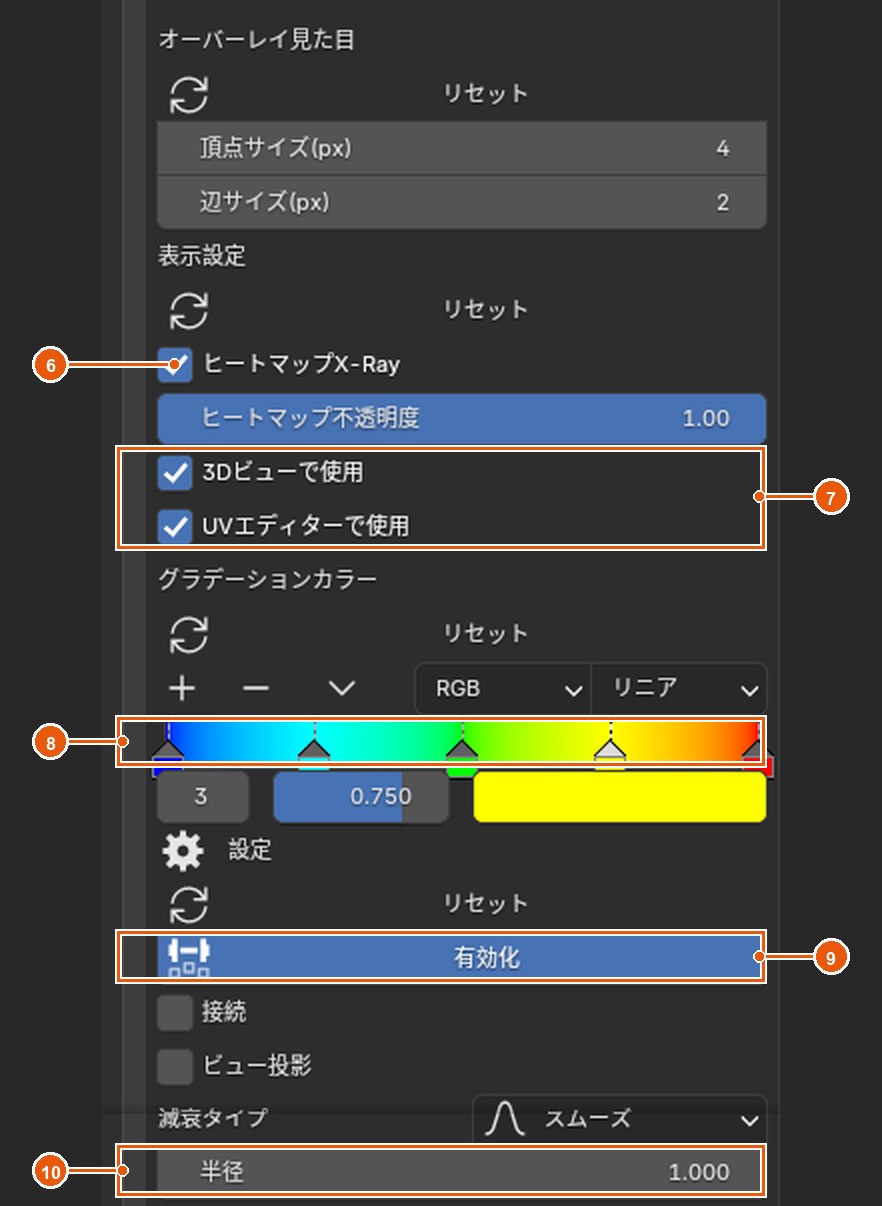 オーバーレイ見た目
リセット
頂点サイズ(px) 4
辺サイズ(px) 2
表示設定
リセット
6 ヒートマップX-Ray
ヒートマップ不透明度 1.00
3Dビューで使用
7
UVエディターで使用
グラデーションカラー
リセット
RGB リニア
8
3 0.750
設定
リセット
有効化 9
接続
ビュー投影
減衰タイプ スムーズ
10 半径 1.000